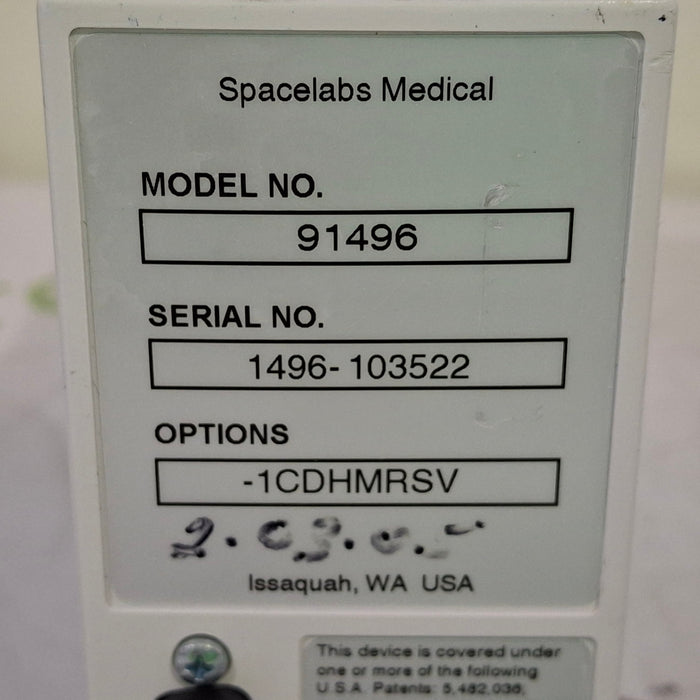 Spacelabs Medical
MODEL NO.
91496
SERIAL NO.
1496-103522
OPTIONS
-1CDHMRSV
Issaquah, WA USA
This device is covered under
one or more of the following
U.S.A. Patents: 5,482,036;